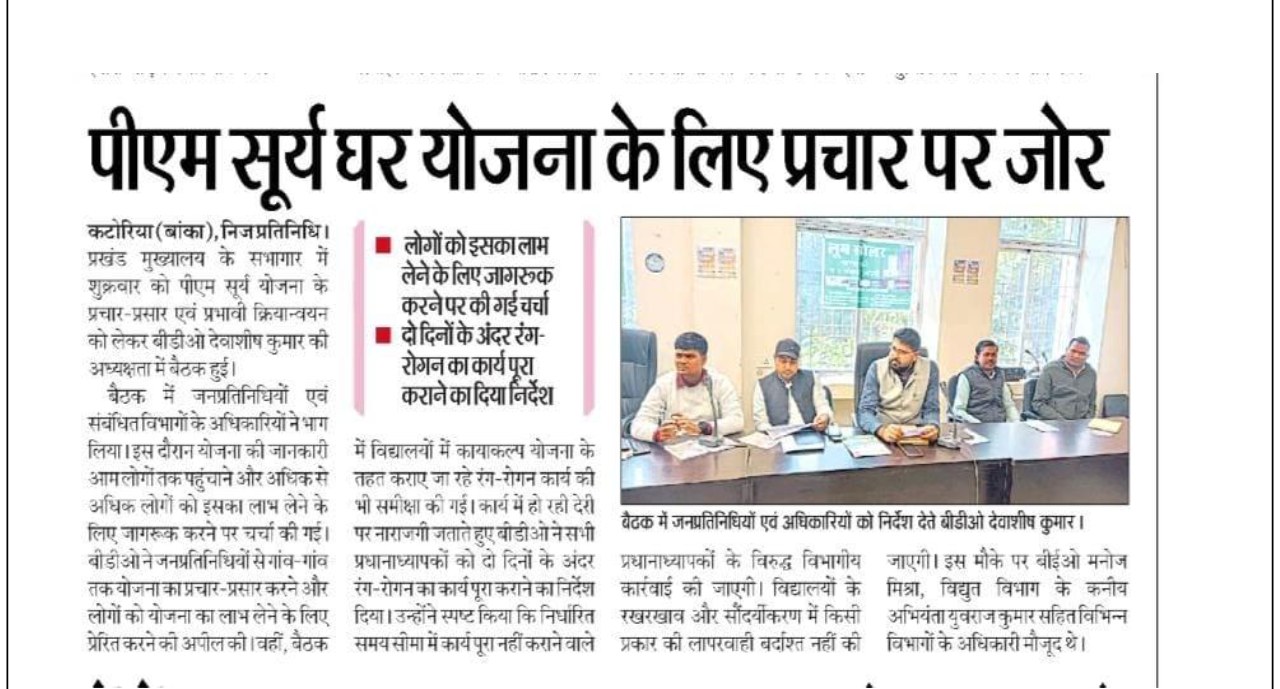 पीएम सूर्य घर योजना के लिए प्रचार पर जोर
कटोरिया (बांका), निज प्रतिनिधि।
प्रखंड मुख्यालय के सभागार में
शुक्रवार को पीएम सूर्य योजना के
प्रचार-प्रसार एवं प्रभावी क्रियान्वयन
को लेकर बीडीओ देवाशीष कुमार की
अध्यक्षता में बैठक हुई।
बैठक में जनप्रतिनिधियों एवं
संबंधित विभागों के अधिकारियों ने भाग
लिया। इस दौरान योजना की जानकारी
आम लोगों तक पहुंचाने और अधिक से
अधिक लोगों को इसका लाभ लेने के
लिए जागरूक करने पर चर्चा की गई।
बीडीओ ने जनप्रतिनिधियों से गांव-गांव
तक योजना का प्रचार-प्रसार करने और
लोगों को योजना का लाभ लेने के लिए
प्रेरित करने की अपील की। वहीं, बैठक
लोगों को इसका लाभ
लेने के लिए जागरूक
करने पर की गई चर्चा
दो दिनों के अंदर रंग-
रोगन का कार्य पूरा
कराने का दिया निर्देश
में विद्यालयों में कायाकल्प योजना के
तहत कराए जा रहे रंग-रोगन कार्य की
भी समीक्षा की गई। कार्य में हो रही देरी
पर नाराजगी जताते हुए बीडीओ ने सभी
प्रधानाध्यापकों को दो दिनों के अंदर
रंग-रोगन का कार्य पूरा कराने का निर्देश
दिया। उन्होंने स्पष्ट किया कि निर्धारित
समय सीमा में कार्य पूरा नहीं कराने वाले
बैठक में जनप्रतिनिधियों एवं अधिकारियों को निर्देश देते बीडीओ देवाशीष कुमार।
प्रधानाध्यापकों के विरुद्ध विभागीय
कार्रवाई की जाएगी। विद्यालयों के
रखरखाव और सौंदर्यीकरण में किसी
प्रकार की लापरवाही बर्दाश्त नहीं की
जाएगी। इस मौके पर बीईओ मनोज
मिश्रा, विद्युत विभाग के कनीय
अभियंता युवराज कुमार सहित विभिन्न
विभागों के अधिकारी मौजूद थे।